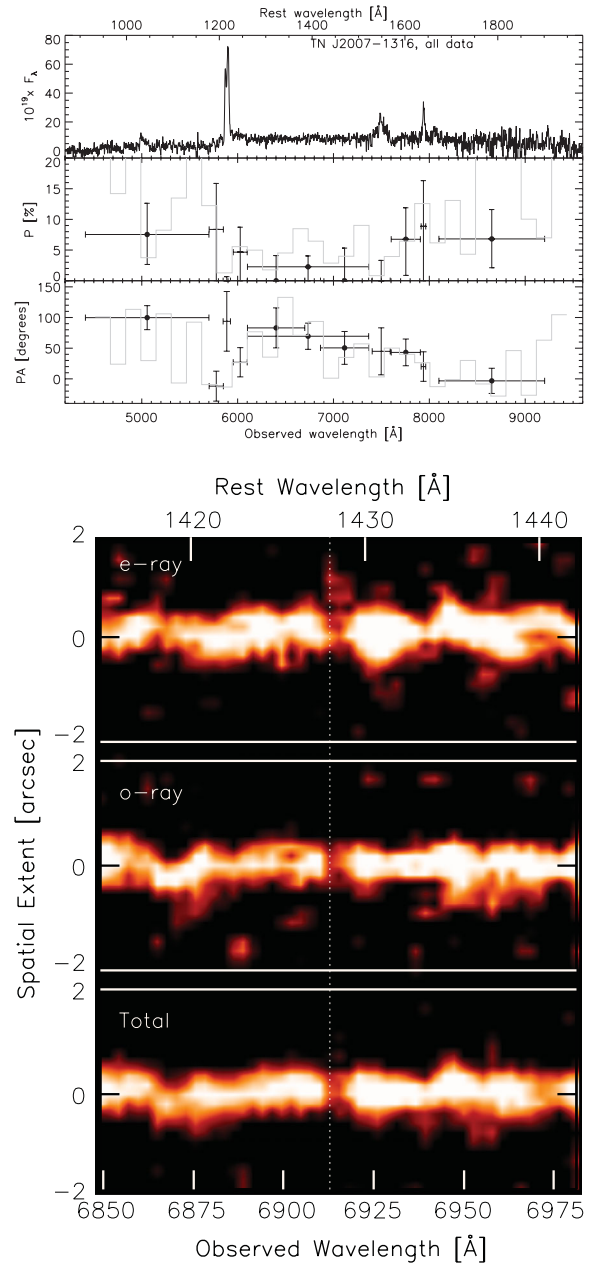 Rest wavelength [Å]
1000 1200 1400 1600 1800
TN J2007−1316, all data
10¹⁹x Fλ
80
60
40
20
0
P [%]
20
15
10
5
0
PA [degrees]
150
100
50
0
5000 6000 7000 8000 9000
Observed wavelength [Å]
Rest Wavelength [Å]
1420 1430 1440
Spatial Extent [arcsec]
2
e−ray
0
−2
2
o−ray
0
−2
2
Total
0
−2
6850 6875 6900 6925 6950 6975
Observed Wavelength [Å]